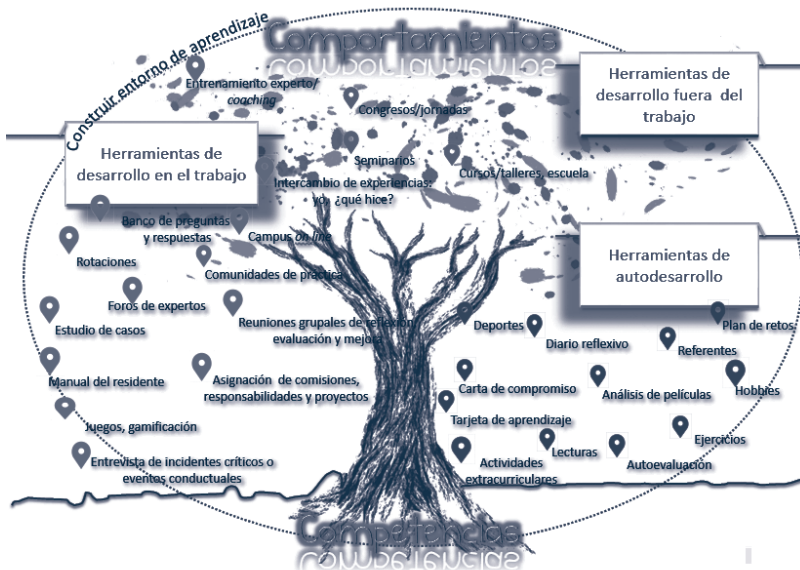 Construir entorno de aprendizaje
Comportamientos
Entrenamiento experto/
coaching
Congresos/jornadas
Herramientas de
desarrollo fuera del
trabajo
Herramientas de
desarrollo en el trabajo
Seminarios
Cursos/talleres, escuela
Intercambio de experiencias:
yo, ¿qué hice?
Banco de preguntas
y respuestas
Campus on line
Rotaciones
Comunidades de práctica
Herramientas de
autodesarrollo
Foros de expertos
Estudio de casos
Reuniones grupales de reflexión,
evaluación y mejora
Deportes
Plan de retos
Diario reflexivo
Referentes
Manual del residente
Asignación de comisiones,
responsabilidades y proyectos
Carta de compromiso
Análisis de películas
Hobbies
Juegos, gamificación
Tarjeta de aprendizaje
Ejercicios
Lecturas
Entrevista de incidentes críticos o
eventos conductuales
Actividades
extracurriculares
Autoevaluación
Competencias